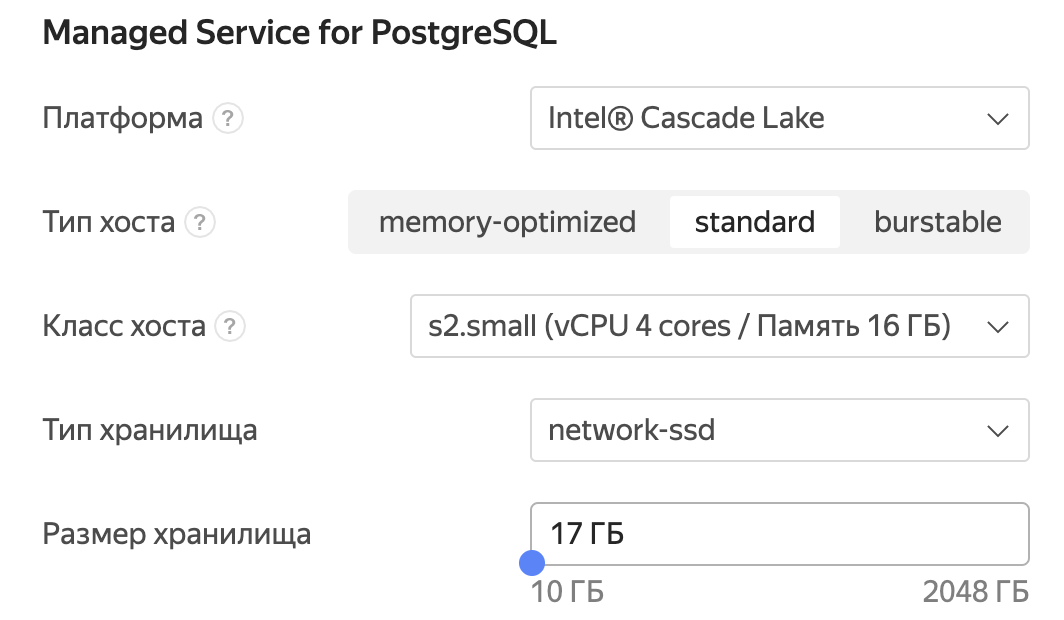 Managed Service for PostgreSQL
Платформа ? Intel® Cascade Lake
Тип хоста ? memory-optimized standard burstable
Класс хоста ? s2.small (vCPU 4 cores / Память 16 ГБ)
Тип хранилища network-ssd
Размер хранилища 17 ГБ
10 ГБ 2048 ГБ